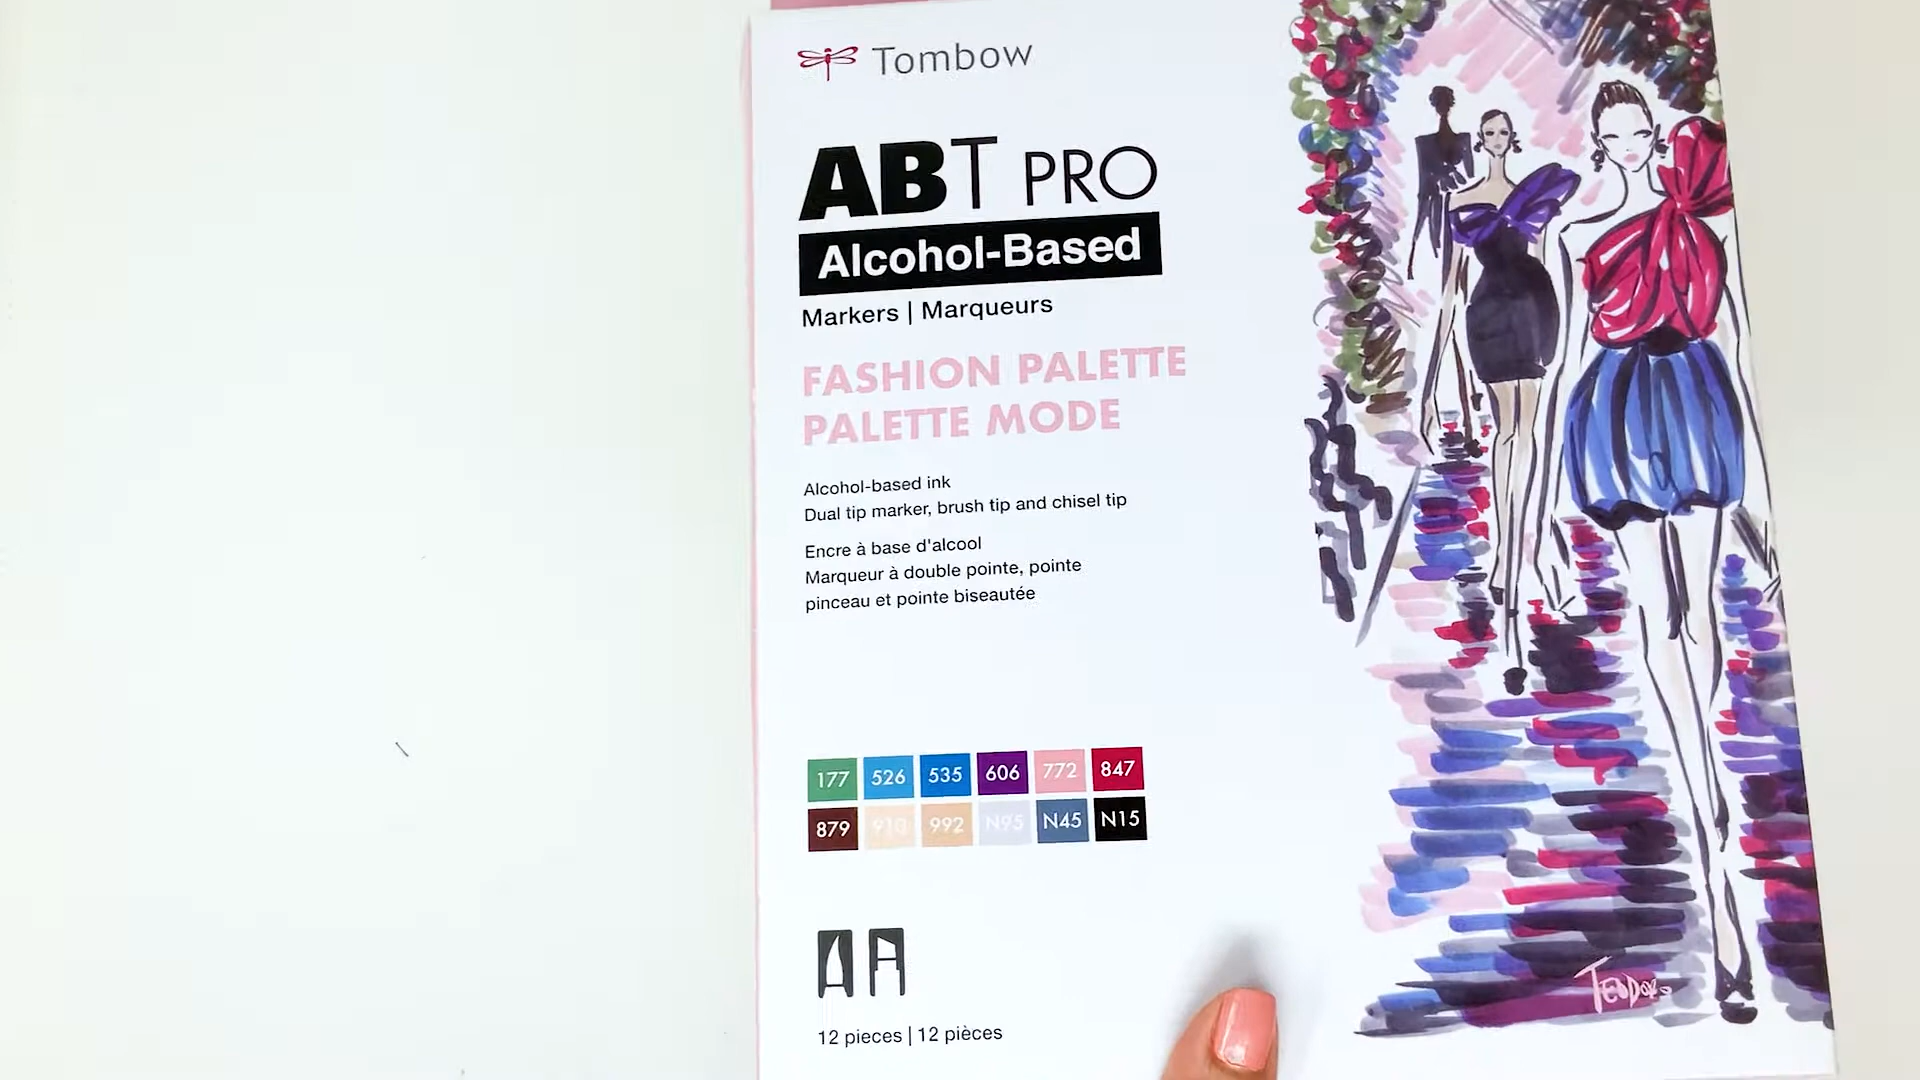 Tombow
ABT PRO
Alcohol-Based
Markers | Marqueurs
FASHION PALETTE
PALETTE MODE
Alcohol-based ink
Dual tip marker, brush tip and chisel tip
Encre à base d'alcool
Marqueur à double pointe, pointe
pinceau et pointe biseautée
177 526 535 606 772 847
879 910 992 N95 N45 N15
12 pieces | 12 pièces